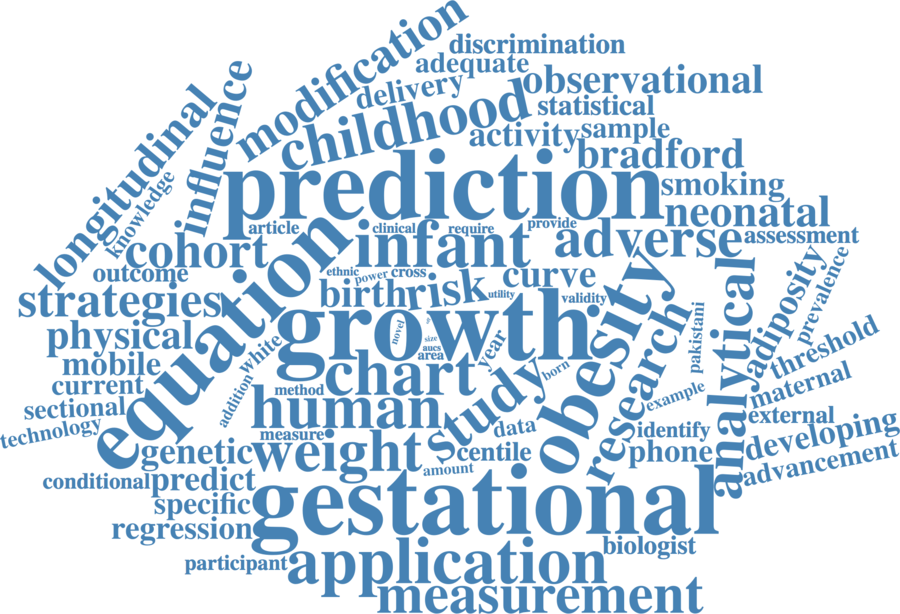 modification
discrimination
adequate
delivery
observational
longitudinal
influence
childhood
statistical
activity
sample
bradford
knowledge
prediction
smoking
neonatal
article
clinical
require
provide
adverse
assessment
cohort
infant
outcome
equation
ethnic
power
cross
curve
strategies
birth
risk
utility
validity
obesity
adiposity
prevalence
physical
growth
novel
size
aucs
area
year
research
pakistani
analytical
threshold
mobile
white
chart
born
current
addition
method
human
study
example
maternal
sectional
external
technology
measure
data
identify
developing
genetic
weight
centile
phone
advancement
conditional
predict
amount
specific
gestational
regression
biologist
participant
application
measurement